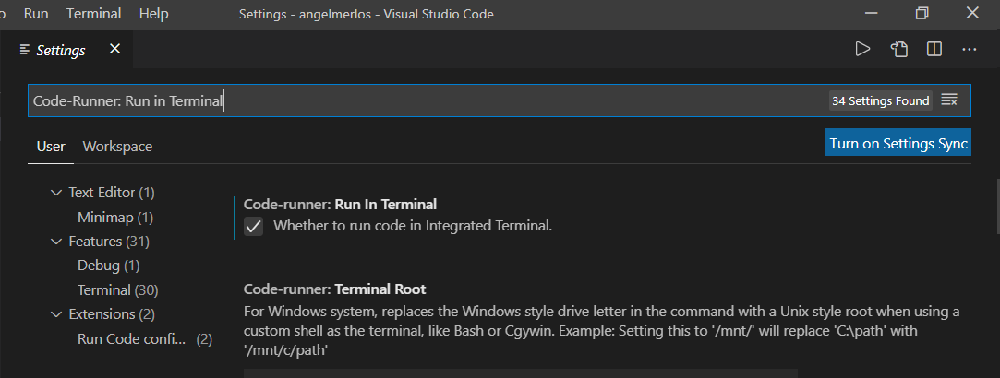 o Run Terminal Help Settings - angelmerlos - Visual Studio Code
Settings
Code-Runner: Run in Terminal 34 Settings Found
User Workspace Turn on Settings Sync
Text Editor (1)
Minimap (1)
Features (31)
Debug (1)
Terminal (30)
Extensions (2)
Run Code confi... (2)
Code-runner: Run In Terminal
Whether to run code in Integrated Terminal.
Code-runner: Terminal Root
For Windows system, replaces the Windows style drive letter in the command with a Unix style root when using a
custom shell as the terminal, like Bash or Cgywin. Example: Setting this to '/mnt/' will replace 'C:\path' with
'/mnt/c/path'